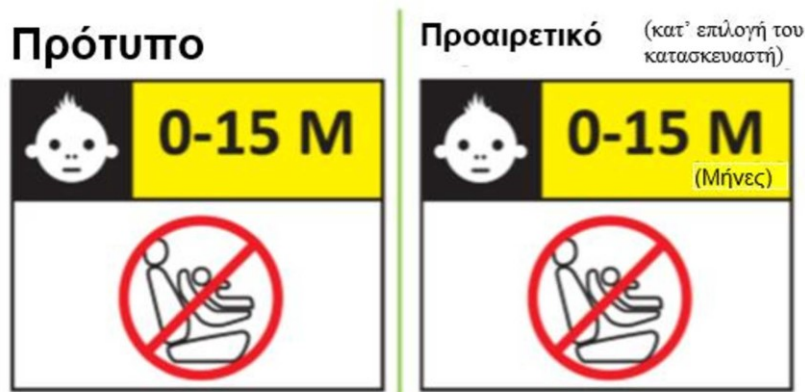 Πρότυπο
0-15 M
Προαιρετικό
(κατ’ επιλογή του
κατασκευαστή)
0-15 M
(Μήνες)